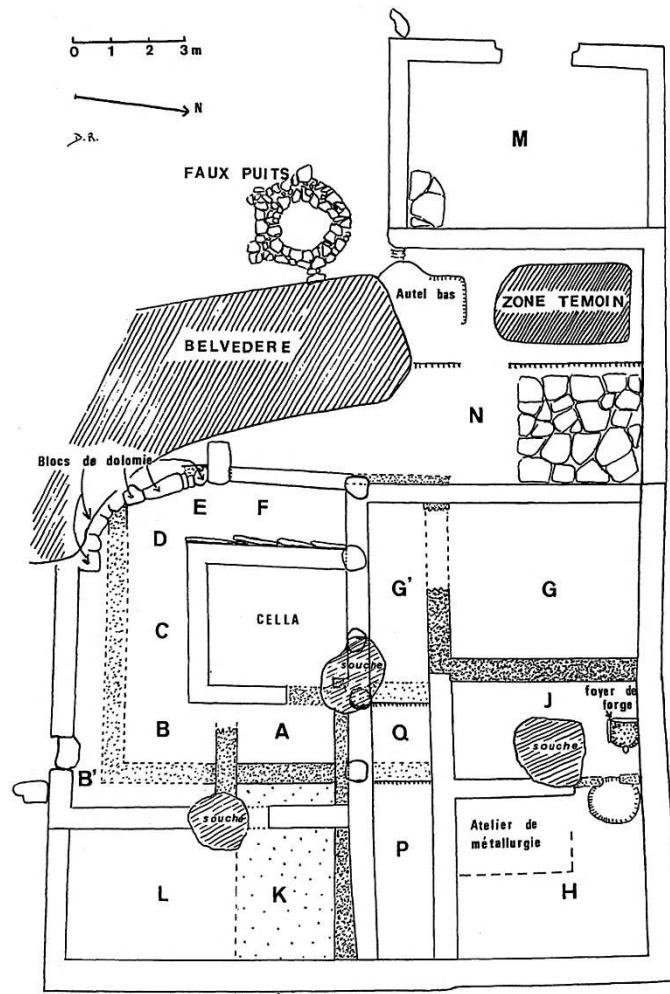 0 1 2 3 m
N
D.R.
M
FAUX PUITS
Autel bas
ZONE TEMOIN
BELVEDERE
N
Blocs de dolomie
E F
D
G' G
C CELLA
souche
J foyer de
forge
B A Q
souche
B'
souche
Atelier de
métallurgie
P
L K H